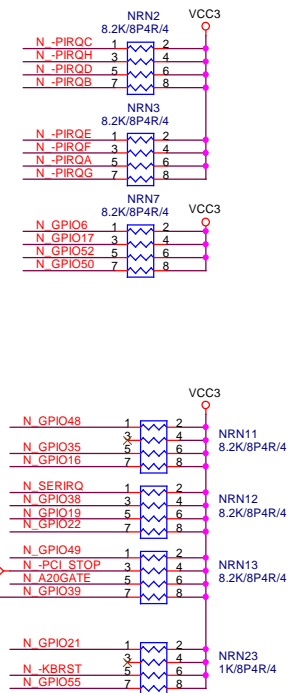 NRN2 VCC3
8.2K/8P4R/4
N_-PIRQC 1 2
N_-PIRQH 3 4
N_-PIRQD 5 6
N_-PIRQB 7 8
NRN3
8.2K/8P4R/4
N_-PIRQE 1 2
N_-PIRQF 3 4
N_-PIRQA 5 6
N_-PIRQG 7 8
NRN7 VCC3
8.2K/8P4R/4
N_GPIO6 1 2
N_GPIO17 3 4
N_GPIO52 5 6
N_GPIO50 7 8
VCC3
N_GPIO48 1 2
3 4 NRN11
N_GPIO35 5 6 8.2K/8P4R/4
N_GPIO16 7 8
N_SERIRQ 1 2
N_GPIO38 3 4 NRN12
N_GPIO19 5 6 8.2K/8P4R/4
N_GPIO22 7 8
N_GPIO49 1 2
N_-PCI_STOP 3 4 NRN13
N_A20GATE 5 6 8.2K/8P4R/4
N_GPIO39 7 8
N_GPIO21 1 2
3 4 NRN23
N_-KBRST 5 6 1K/8P4R/4
N_GPIO55 7 8